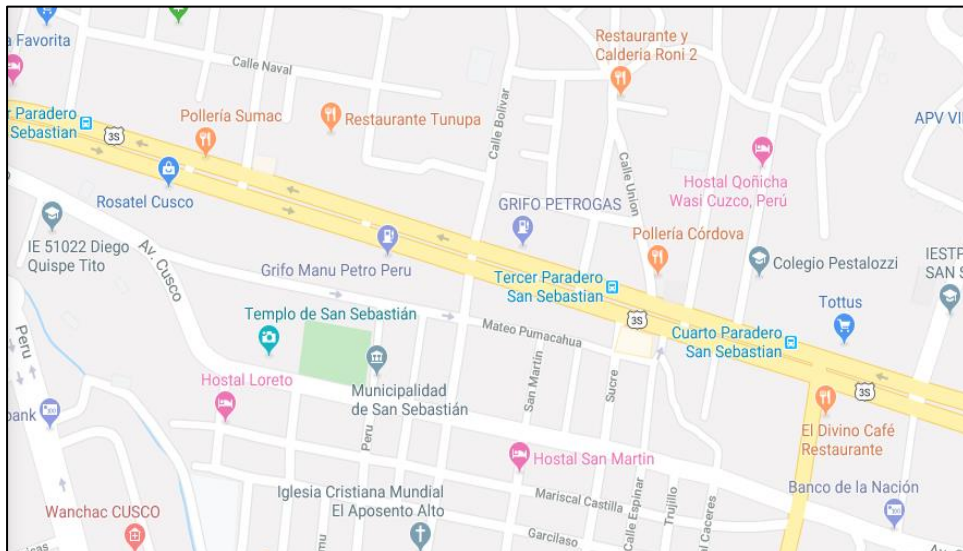 a Favorita
Calle Naval
Restaurante y
Calderia Roni 2
er Paradero
Sebastian
3S
Pollería Sumac
Restaurante Tunupa
Calle Bolivar
APV VI
Calle Union
Hostal Qoñicha
Wasi Cuzco, Perú
Rosatel Cusco
GRIFO PETROGAS
IE 51022 Diego
Quispe Tito
Av. Cusco
Grifo Manu Petro Peru
Pollería Córdova
Colegio Pestalozzi
IESTP
SAN S
Tercer Paradero
San Sebastian
Templo de San Sebastián
Mateo Pumacahua
3S
Tottus
Cuarto Paradero
San Sebastian
Peru
Hostal Loreto
Municipalidad
de San Sebastián
San Martin
Sucre
3S
bank
Peru
El Divino Café
Restaurante
Hostal San Martin
Iglesia Cristiana Mundial
El Aposento Alto
Mariscal Castilla
Calle Espinar
Trujillo
al Caceres
Banco de la Nación
Wanchac CUSCO
Garcilaso
mu
Av.